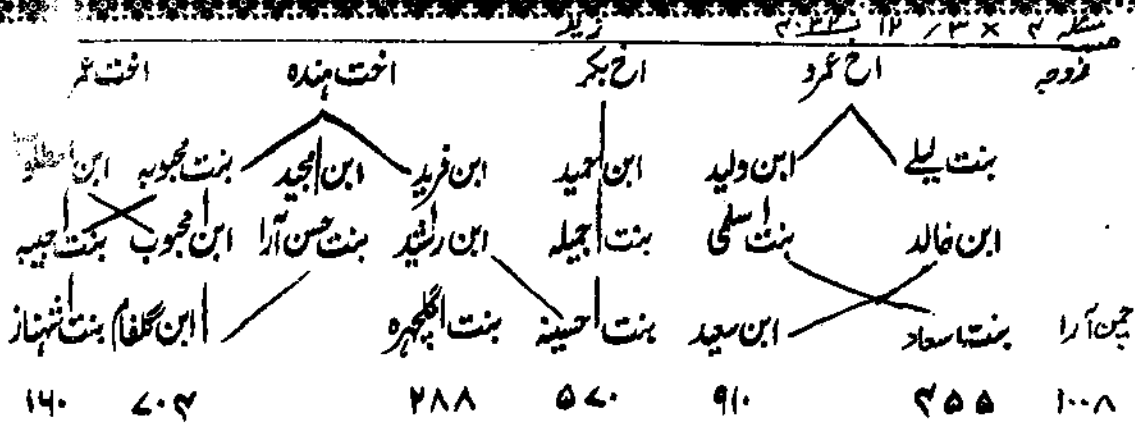 مسئلہ ۴ × ۳/ ۱۲ زید
زوجہ اخ عمرو اخ بکر اخت ہندہ اخت عمر
بنت لیلے ابن ولید ابن حمید ابن فرید ابن مجید بنت محبوبہ ابن
ابن خالد بنت سلمی بنت جمیلہ ابن رشید بنت حسن آرا ابن محبوب بنت حبیبہ
چمن آرا بنت سعاد ابن سعید بنت حسینہ بنت گلچہرہ ابن گلفام بنت شہناز
۱۰۰۸ ۴۵۵ ۹۱۰ ۵۷۰ ۲۸۸ ۷۰۴ ۱۶۰